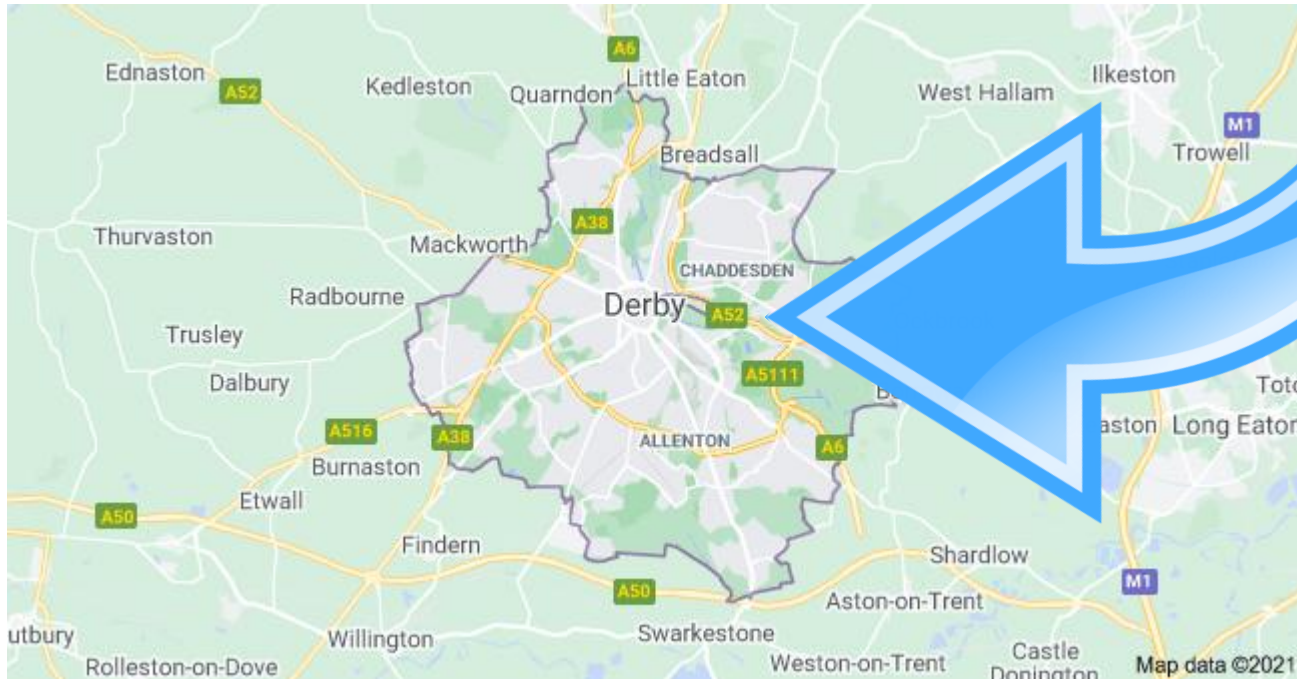 A6
Ednaston
Kedleston
Little Eaton
Ilkeston
A52
Quarndon
West Hallam
M1
Breadsall
Trowell
A38
Thurvaston
Mackworth
CHADDESDEN
Radbourne
Derby
A52
Trusley
Dalbury
A5111
A516
A38
ALLENTON
A6
aston
Long Eaton
Burnaston
Etwall
A50
Findern
Shardlow
A50
M1
Aston-on-Trent
utbury
Willington
Swarkestone
Castle
Donington
Rolleston-on-Dove
Weston-on-Trent
Map data ©2021